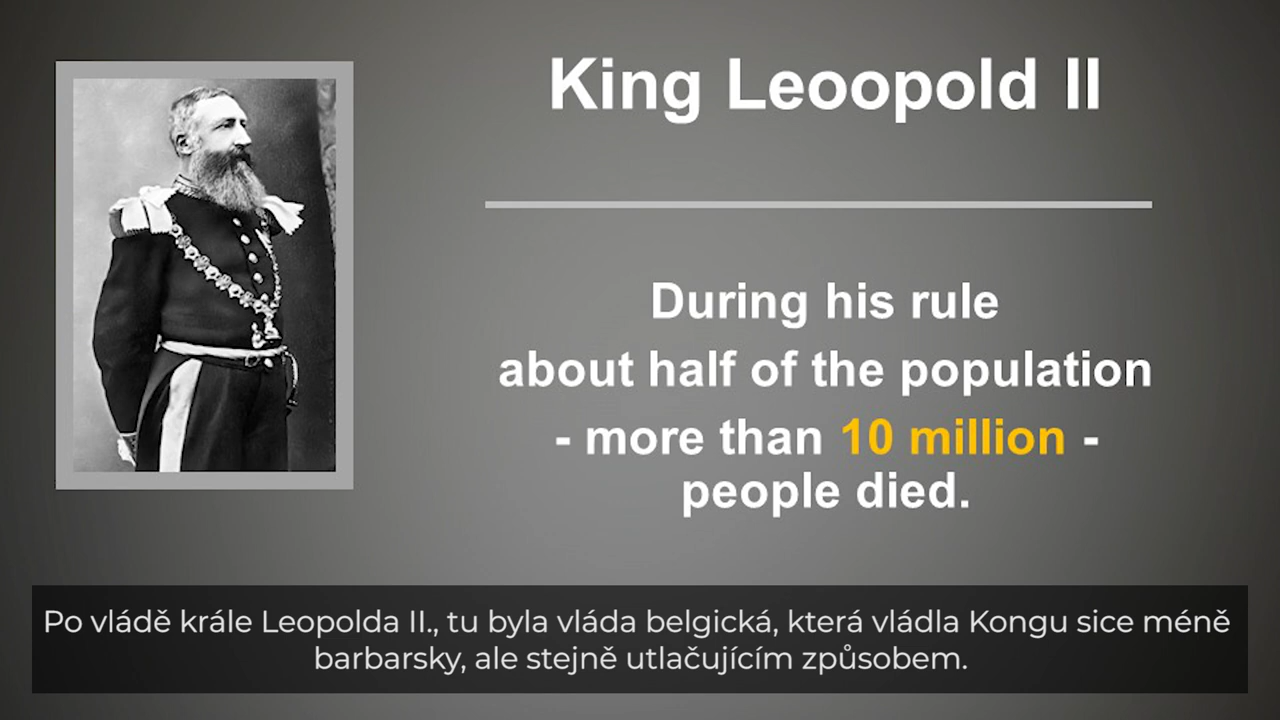 King Leoopold II
During his rule
about half of the population
- more than 10 million -
people died.
Po vládě krále Leopolda II., tu byla vláda belgická, která vládla Kongu sice méně
barbarsky, ale stejně utlačujícím způsobem.